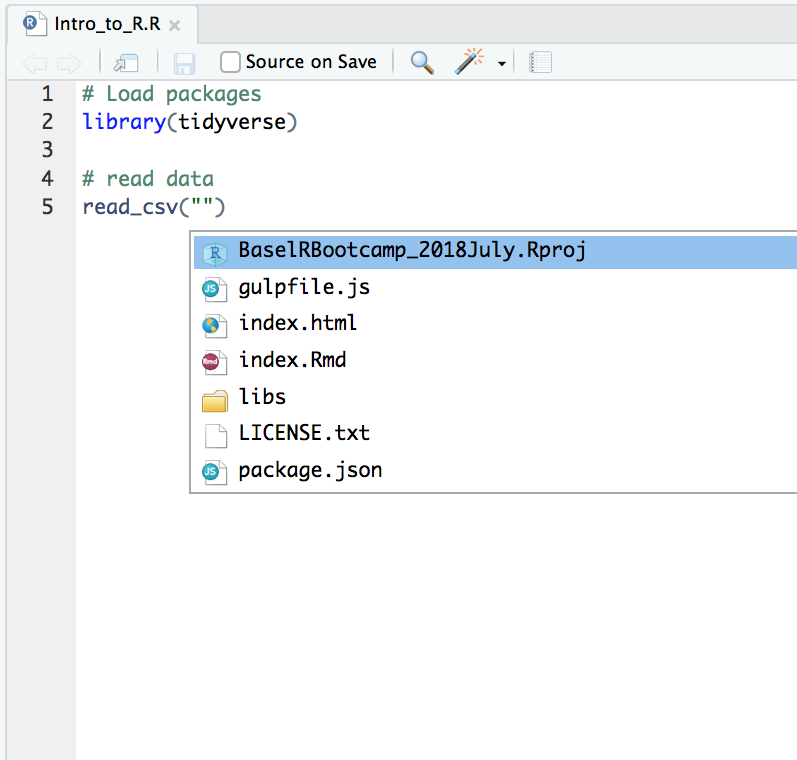 Intro_to_R.R
Source on Save
1 # Load packages
2 library(tidyverse)
3
4 # read data
5 read_csv("")
BaselRBootcamp_2018July.Rproj
gulpfile.js
index.html
index.Rmd
libs
LICENSE.txt
package.json